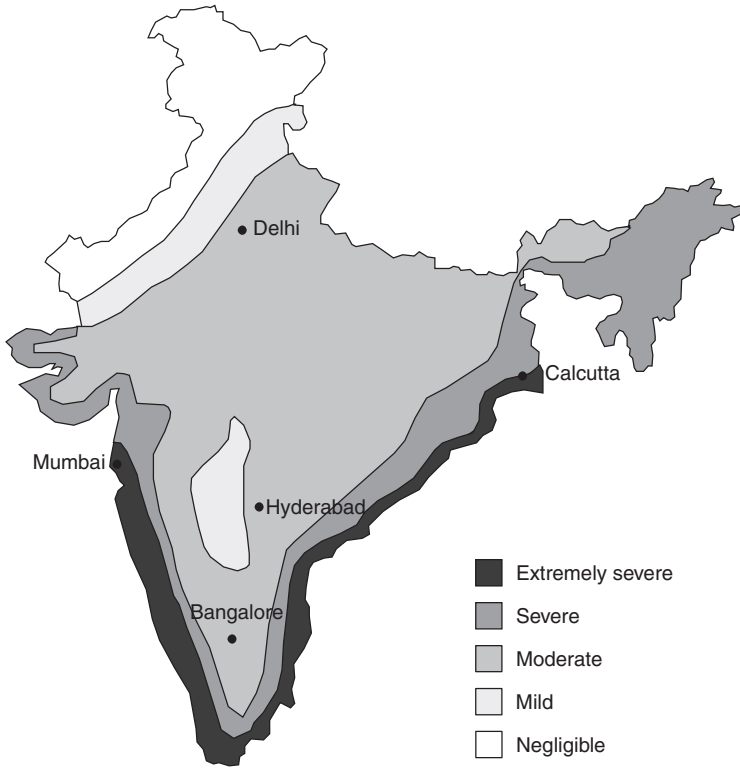 Delhi
Calcutta
Mumbai
Hyderabad
Bangalore
Extremely severe
Severe
Moderate
Mild
Negligible